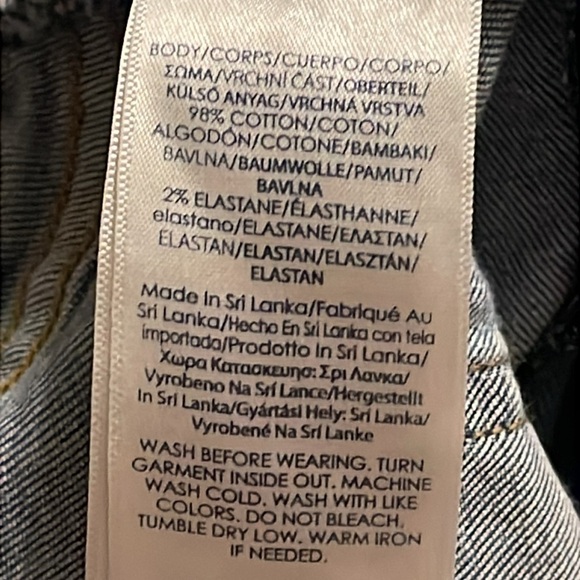 BODY/CORPS/CUERPO/CORPO/
ΣΩΜΑ/VRCHNÍ ČÁST/OBERTEIL/
KÜLSŐ ANYAG/VRCHNÁ VRSTVA
98% COTTON/COTON/
ALGODÓN/COTONE/BAMBAKI/
BAVLNA/BAUMWOLLE/PAMUT/
BAVLNA
2% ELASTANE/ÉLASTHANNE/
elastano/ELASTANE/ΕΛΑΣΤΑΝ/
ELASTAN/ELASTAN/ELASZTÁN/
ELASTAN
Made In Sri Lanka/Fabriqué Au
Sri Lanka/Hecho En Sri Lanka con tela
importada/Prodotto In Sri Lanka/
Χωρα Κατασκευησ: Σρι Λανκα/
Vyrobeno Na Srí Lance/Hergestellt
In Sri Lanka/Gyártási Hely: Srí Lanka/
Vyrobené Na Srí Lanke
WASH BEFORE WEARING. TURN
GARMENT INSIDE OUT. MACHINE
WASH COLD. WASH WITH LIKE
COLORS. DO NOT BLEACH.
TUMBLE DRY LOW. WARM IRON
IF NEEDED.